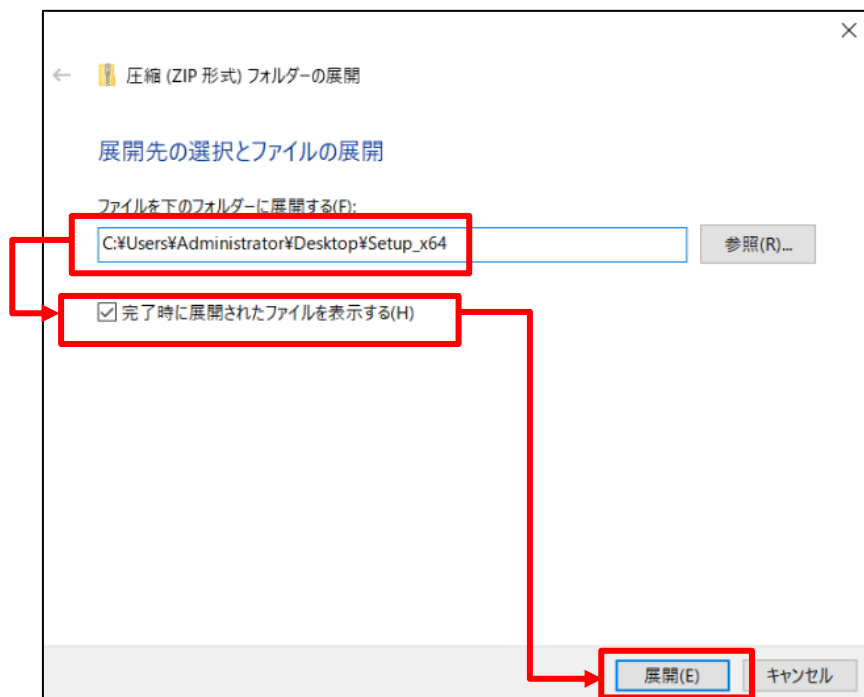 圧縮 (ZIP 形式) フォルダーの展開
展開先の選択とファイルの展開
ファイルを下のフォルダーに展開する(F):
C:¥Users¥Administrator¥Desktop¥Setup_x64
参照(R)...
完了時に展開されたファイルを表示する(H)
展開(E)
キャンセル